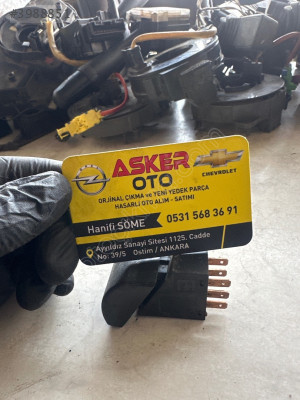 ASKER
OTO
CHEVROLET
ORJİNAL ÇIKMA ve YENİ YEDEK PARÇA
HASARLI OTO ALIM - SATIMI
Hanifi SÖME
0531 568 36 91
Ayyıldız Sanayi Sitesi 1125. Cadde
No: 39/5 Ostim / ANKARA